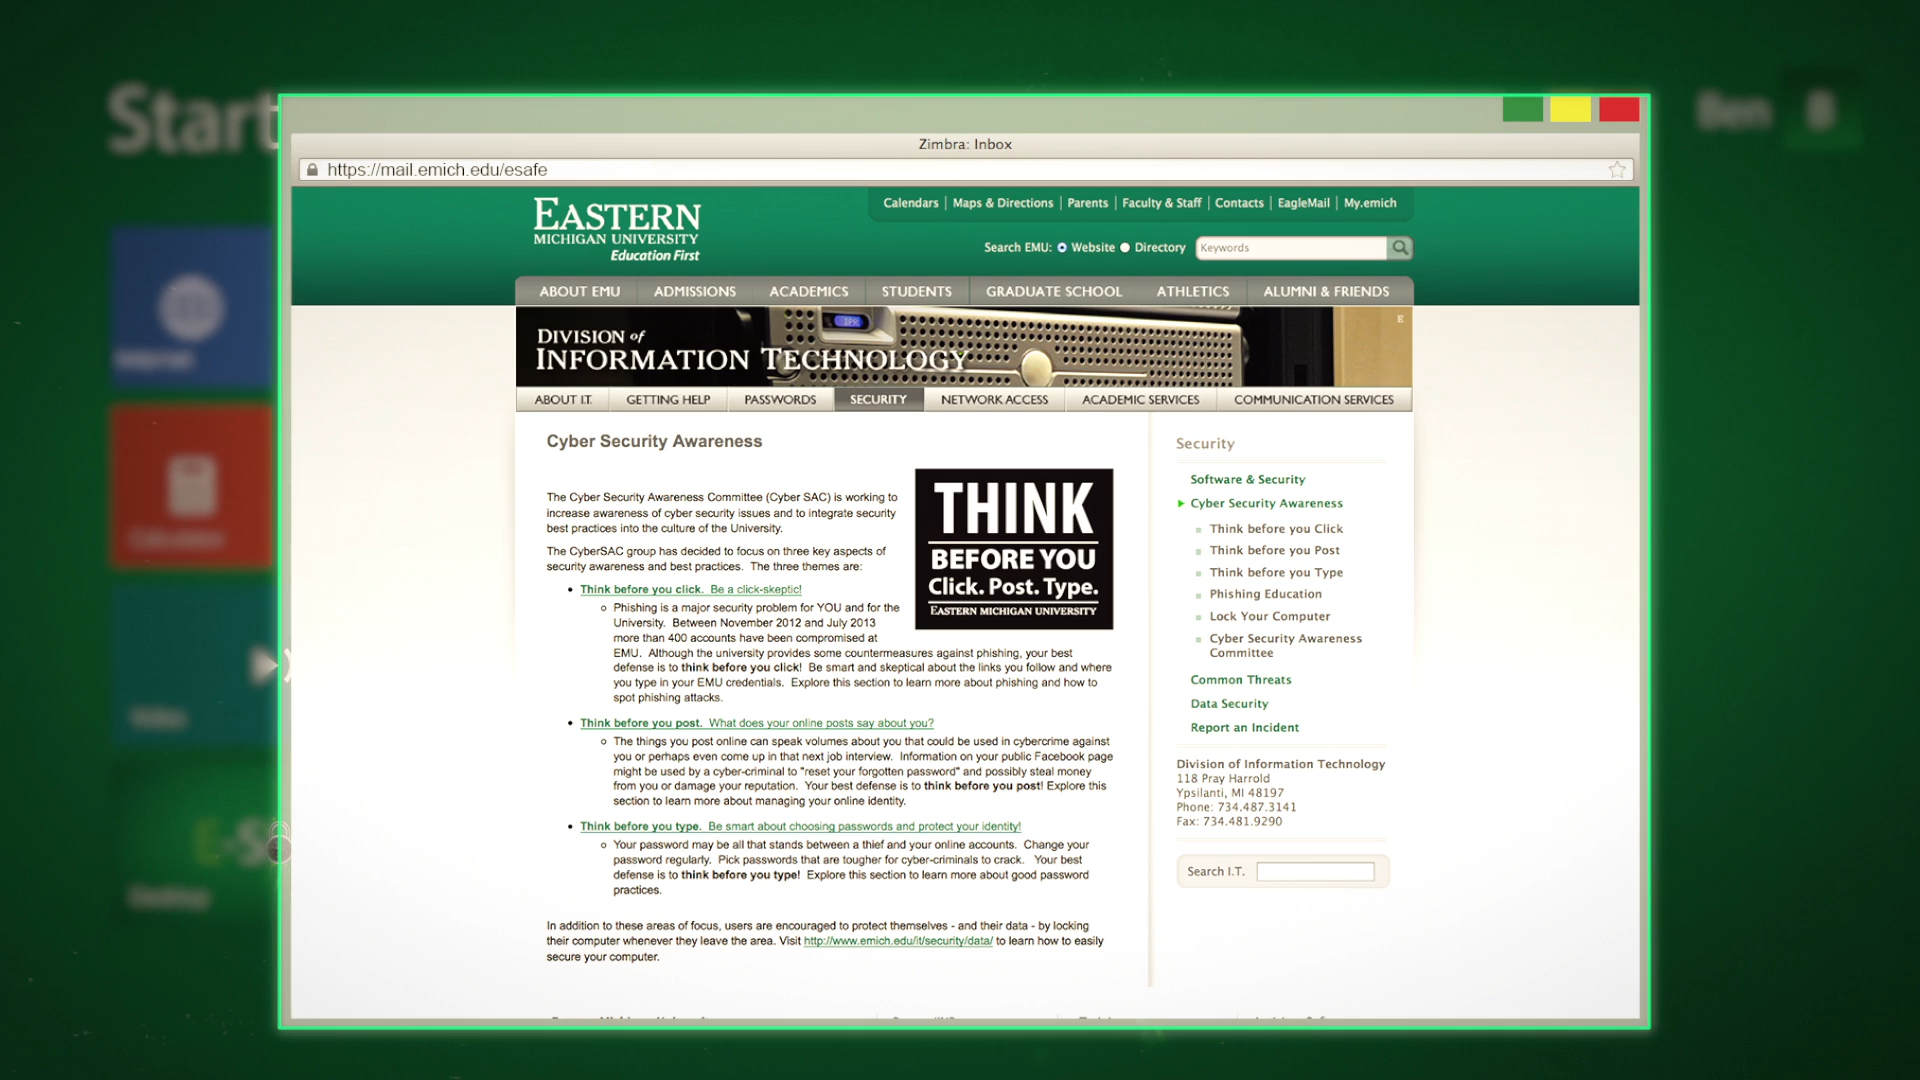 Start
Ben B
Zimbra: Inbox
https://mail.emich.edu/esafe
EASTERN
MICHIGAN UNIVERSITY
Education First
Calendars | Maps & Directions | Parents | Faculty & Staff | Contacts | EagleMail | My.emich
Search EMU: Website Directory Keywords
ABOUT EMU ADMISSIONS ACADEMICS STUDENTS GRADUATE SCHOOL ATHLETICS ALUMNI & FRIENDS
DIVISION of
INFORMATION TECHNOLOGY
E
ABOUT I.T. GETTING HELP PASSWORDS SECURITY NETWORK ACCESS ACADEMIC SERVICES COMMUNICATION SERVICES
Cyber Security Awareness
The Cyber Security Awareness Committee (Cyber SAC) is working to
increase awareness of cyber security issues and to integrate security
best practices into the culture of the University.
The CyberSAC group has decided to focus on three key aspects of
security awareness and best practices. The three themes are:
THINK
BEFORE YOU
Click. Post. Type.
EASTERN MICHIGAN UNIVERSITY
Think before you click. Be a click-skeptic!
Phishing is a major security problem for YOU and for the
University. Between November 2012 and July 2013
more than 400 accounts have been compromised at
EMU. Although the university provides some countermeasures against phishing, your best
defense is to think before you click! Be smart and skeptical about the links you follow and where
you type in your EMU credentials. Explore this section to learn more about phishing and how to
spot phishing attacks.
Think before you post. What does your online posts say about you?
The things you post online can speak volumes about you that could be used in cybercrime against
you or perhaps even come up in that next job interview. Information on your public Facebook page
might be used by a cyber-criminal to "reset your forgotten password" and possibly steal money
from you or damage your reputation. Your best defense is to think before you post! Explore this
section to learn more about managing your online identity.
Think before you type. Be smart about choosing passwords and protect your identity!
Your password may be all that stands between a thief and your online accounts. Change your
password regularly. Pick passwords that are tougher for cyber-criminals to crack. Your best
defense is to think before you type! Explore this section to learn more about good password
practices.
In addition to these areas of focus, users are encouraged to protect themselves - and their data - by locking
their computer whenever they leave the area. Visit http://www.emich.edu/it/security/data/ to learn how to easily
secure your computer.
Security
Software & Security
Cyber Security Awareness
Think before you Click
Think before you Post
Think before you Type
Phishing Education
Lock Your Computer
Cyber Security Awareness
Committee
Common Threats
Data Security
Report an Incident
Division of Information Technology
118 Pray Harrold
Ypsilanti, MI 48197
Phone: 734.487.3141
Fax: 734.481.9290
Search I.T.
Internet
Calculator
Video
Desktop